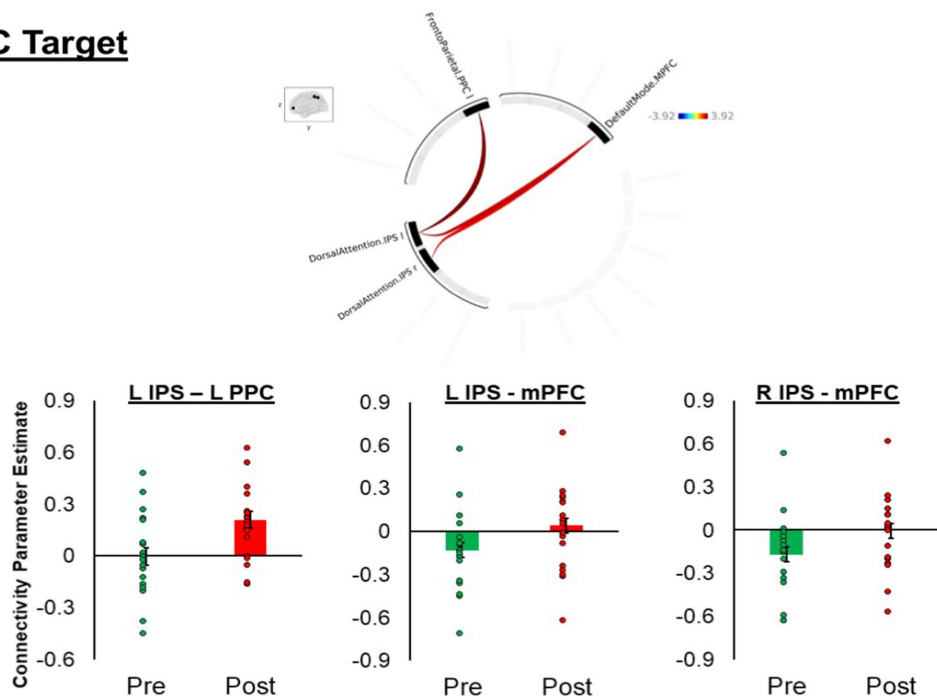 C Target
FrontoParietal.PPC l
DefaultMode.MPFC
z
y
-3.92 3.92
DorsalAttention.IPS l
DorsalAttention.IPS r
L IPS – L PPC
L IPS - mPFC
R IPS - mPFC
Connectivity Parameter Estimate
0.9
0.6
0.3
0
-0.3
-0.6
Pre Post
0.9
0.6
0.3
0
-0.3
-0.6
-0.9
Pre Post
0.9
0.6
0.3
0
-0.3
-0.6
-0.9
Pre Post